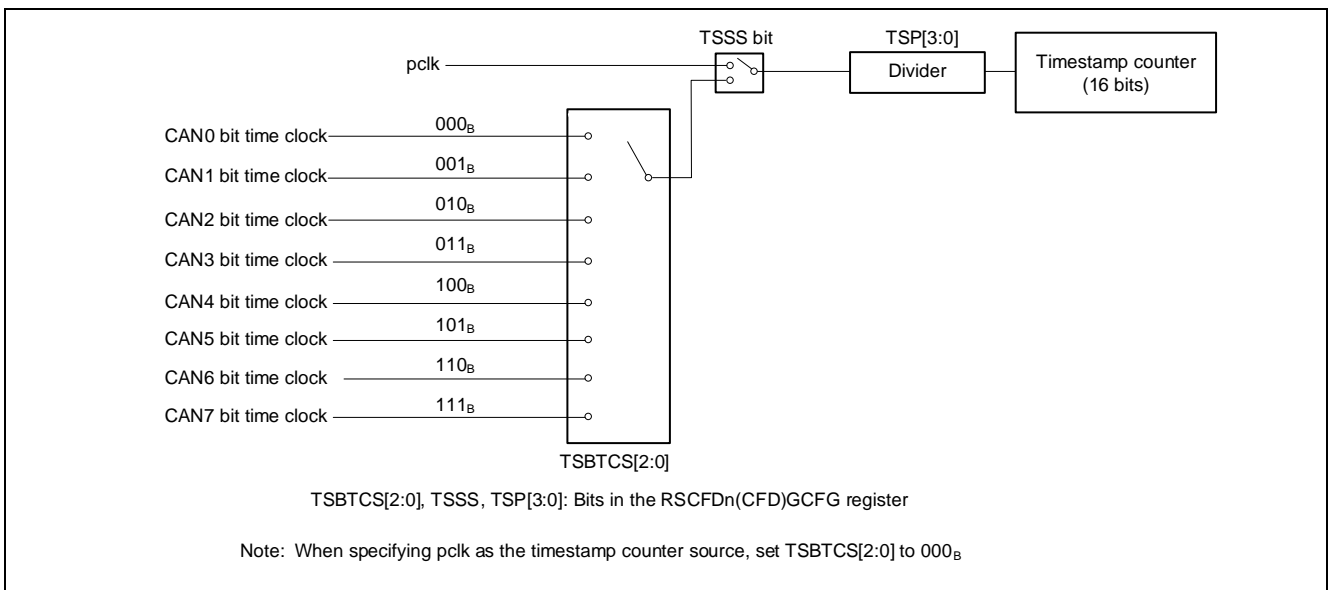 TSSS bit
TSP[3:0]
pclk
Divider
Timestamp counter
(16 bits)
CAN0 bit time clock
000B
CAN1 bit time clock
001B
CAN2 bit time clock
010B
CAN3 bit time clock
011B
CAN4 bit time clock
100B
CAN5 bit time clock
101B
CAN6 bit time clock
110B
CAN7 bit time clock
111B
TSBTCS[2:0]
TSBTCS[2:0], TSSS, TSP[3:0]: Bits in the RSCFDn(CFD)GCFG register
Note: When specifying pclk as the timestamp counter source, set TSBTCS[2:0] to 000B